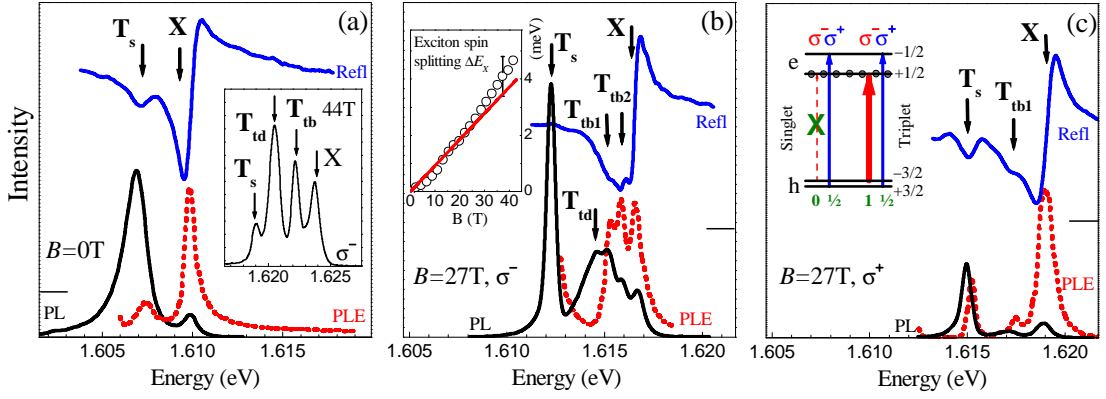 Intensity
(a)
T_s
X
Refl
44T
T_td
T_tb
T_s
X
σ⁻
1.620 1.625
B=0T
PL
PLE
1.605 1.610 1.615
Energy (eV)
(b)
Exciton spin
splitting ΔE_X
(meV)
4
2
0
0 10 20 30 40
B (T)
T_s
X
T_tb2
T_tb1
Refl
T_td
B=27T, σ⁻
PL
PLE
1.605 1.610 1.615 1.620
Energy (eV)
(c)
σ⁻σ⁺ σ⁻σ⁺
e
−1/2
+1/2
Singlet
X
Triplet
h
−3/2
+3/2
0 ½ 1 ½
X
T_s
T_tb1
Refl
B=27T, σ⁺
PL
PLE
1.610 1.615 1.620
Energy (eV)